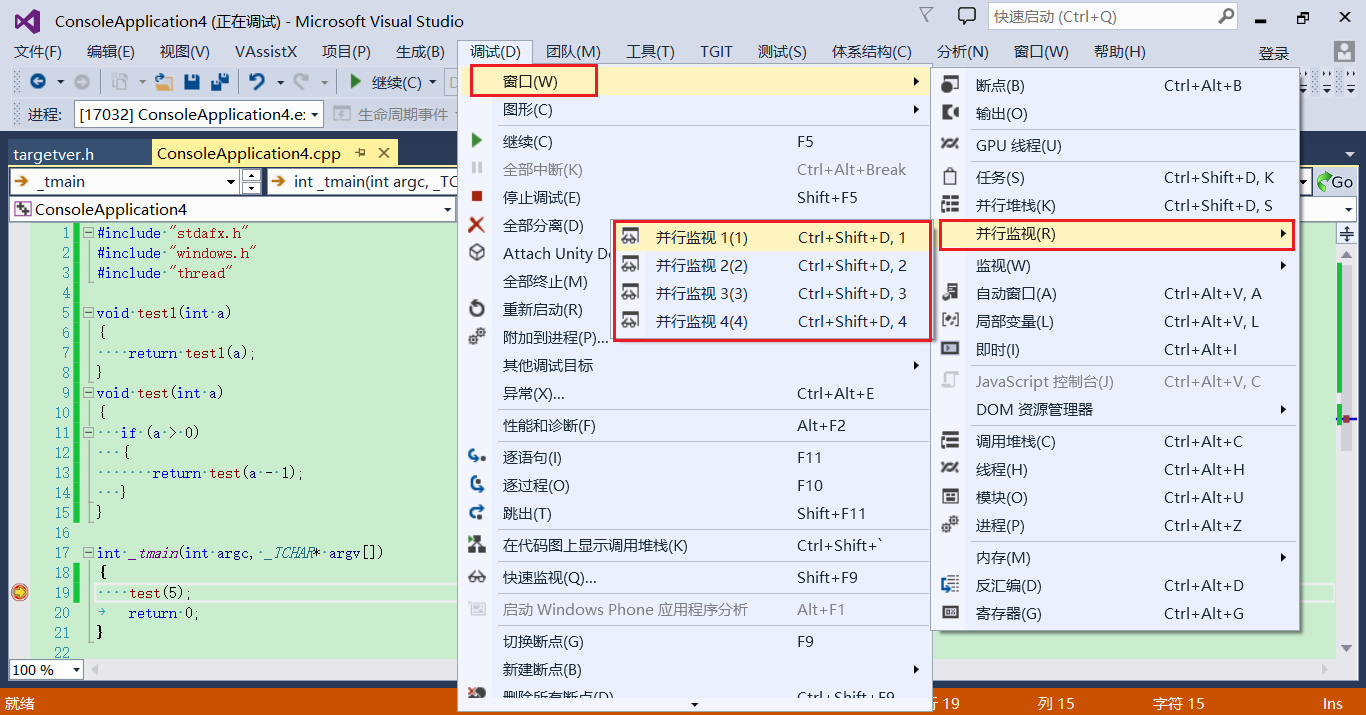 ConsoleApplication4 (正在调试) - Microsoft Visual Studio
快速启动 (Ctrl+Q)
文件(F) 编辑(E) 视图(V) VAssistX 项目(P) 生成(B) 调试(D) 团队(M) 工具(T) TGIT 测试(S) 体系结构(C) 分析(N) 窗口(W) 帮助(H) 登录
继续(C)
进程: [17032] ConsoleApplication4.ex 生命周期事件
targetver.h ConsoleApplication4.cpp
_tmain int _tmain(int argc, _TC Go
ConsoleApplication4
1 #include "stdafx.h"
2 #include "windows.h"
3 #include "thread"
4
5 void test1(int a)
6 {
7 return test1(a);
8 }
9 void test(int a)
10 {
11 if (a > 0)
12 {
13 return test(a - 1);
14 }
15 }
16
17 int _tmain(int argc, _TCHAR* argv[])
18 {
19 test(5);
20 return 0;
21 }
22
100 %
窗口(W)
图形(C)
继续(C) F5
全部中断(K) Ctrl+Alt+Break
停止调试(E) Shift+F5
全部分离(D)
Attach Unity De
全部终止(M)
重新启动(R)
附加到进程(P)...
其他调试目标
异常(X)... Ctrl+Alt+E
性能和诊断(F) Alt+F2
逐语句(I) F11
逐过程(O) F10
跳出(T) Shift+F11
在代码图上显示调用堆栈(K) Ctrl+Shift+`
快速监视(Q)... Shift+F9
启动 Windows Phone 应用程序分析 Alt+F1
切换断点(G) F9
新建断点(B)
删除所有断点(D) Ctrl+Shift+F9
并行监视 1(1) Ctrl+Shift+D, 1
并行监视 2(2) Ctrl+Shift+D, 2
并行监视 3(3) Ctrl+Shift+D, 3
并行监视 4(4) Ctrl+Shift+D, 4
断点(B) Ctrl+Alt+B
输出(O)
GPU 线程(U)
任务(S) Ctrl+Shift+D, K
并行堆栈(K) Ctrl+Shift+D, S
并行监视(R)
监视(W)
自动窗口(A) Ctrl+Alt+V, A
局部变量(L) Ctrl+Alt+V, L
即时(I) Ctrl+Alt+I
JavaScript 控制台(J) Ctrl+Alt+V, C
DOM 资源管理器
调用堆栈(C) Ctrl+Alt+C
线程(H) Ctrl+Alt+H
模块(O) Ctrl+Alt+U
进程(P) Ctrl+Alt+Z
内存(M)
反汇编(D) Ctrl+Alt+D
寄存器(G) Ctrl+Alt+G
就绪 行 19 列 15 字符 15 Ins